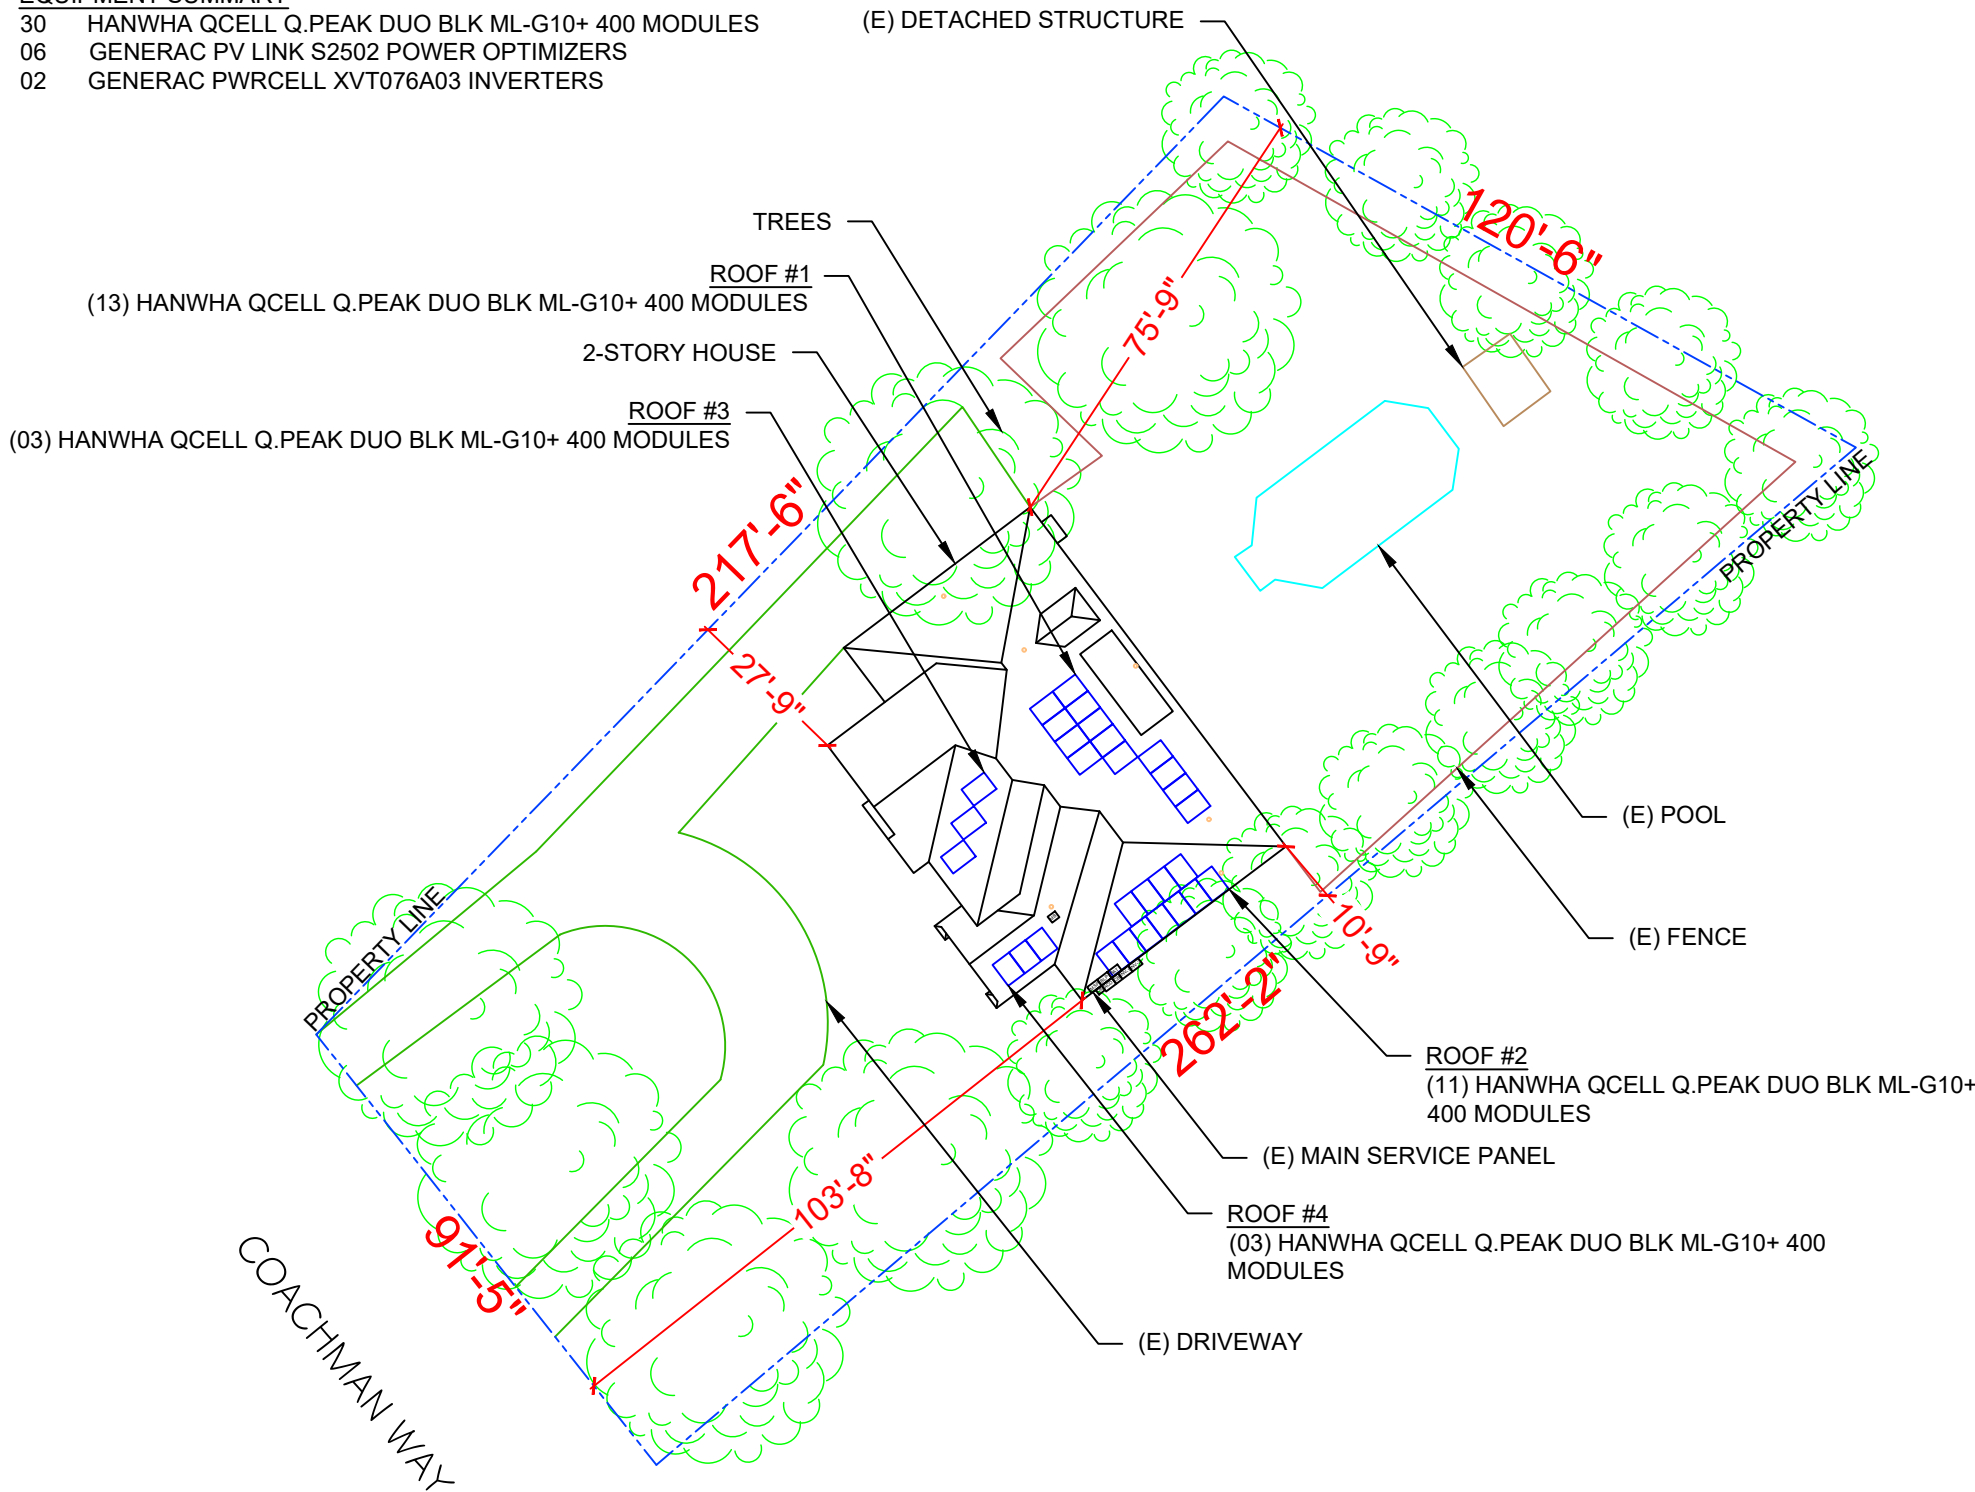 EQUIPMENT SUMMARY
30 HANWHA QCELL Q.PEAK DUO BLK ML-G10+ 400 MODULES
06 GENERAC PV LINK S2502 POWER OPTIMIZERS
02 GENERAC PWRCELL XVT076A03 INVERTERS
(E) DETACHED STRUCTURE
TREES
ROOF #1
(13) HANWHA QCELL Q.PEAK DUO BLK ML-G10+ 400 MODULES
2-STORY HOUSE
ROOF #3
(03) HANWHA QCELL Q.PEAK DUO BLK ML-G10+ 400 MODULES
120'-6"
75'-9"
217'-6"
27'-9"
PROPERTY LINE
(E) POOL
(E) FENCE
10'-9"
262'-2"
PROPERTY LINE
ROOF #2
(11) HANWHA QCELL Q.PEAK DUO BLK ML-G10+
400 MODULES
(E) MAIN SERVICE PANEL
103'-8"
ROOF #4
(03) HANWHA QCELL Q.PEAK DUO BLK ML-G10+ 400
MODULES
91'-5"
(E) DRIVEWAY
COACHMAN WAY